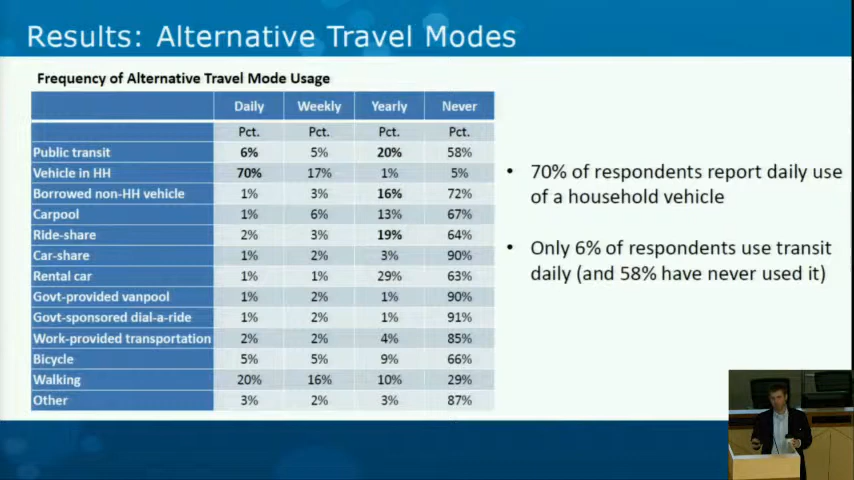 Results: Alternative Travel Modes
Frequency of Alternative Travel Mode Usage
Daily Weekly Yearly Never
Pct. Pct. Pct. Pct.
Public transit 6% 5% 20% 58%
Vehicle in HH 70% 17% 1% 5%
Borrowed non-HH vehicle 1% 3% 16% 72%
Carpool 1% 6% 13% 67%
Ride-share 2% 3% 19% 64%
Car-share 1% 2% 3% 90%
Rental car 1% 1% 29% 63%
Govt-provided vanpool 1% 2% 1% 90%
Govt-sponsored dial-a-ride 1% 2% 1% 91%
Work-provided transportation 2% 2% 4% 85%
Bicycle 5% 5% 9% 66%
Walking 20% 16% 10% 29%
Other 3% 2% 3% 87%
• 70% of respondents report daily use
of a household vehicle
• Only 6% of respondents use transit
daily (and 58% have never used it)